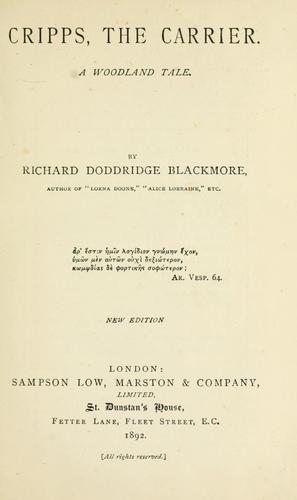 CRIPPS, THE CARRIER.
A WOODLAND TALE.
BY
RICHARD DODDRIDGE BLACKMORE,
AUTHOR OF "LORNA DOONE," "ALICE LORRAINE," ETC.
ἀρ' ἔστιν ἡμῖν λογίδιον γνώμην ἔχον,
ὑμῶν μὲν αὐτῶν οὐχὶ δεξιώτερον,
κωμῳδίας δὲ φορτικῆς σοφώτερον;
AR. VESP. 64.
NEW EDITION
LONDON:
SAMPSON LOW, MARSTON & COMPANY,
LIMITED,
St. Dunstan's House,
FETTER LANE, FLEET STREET, E.C.
1892.
[All rights reserved.]